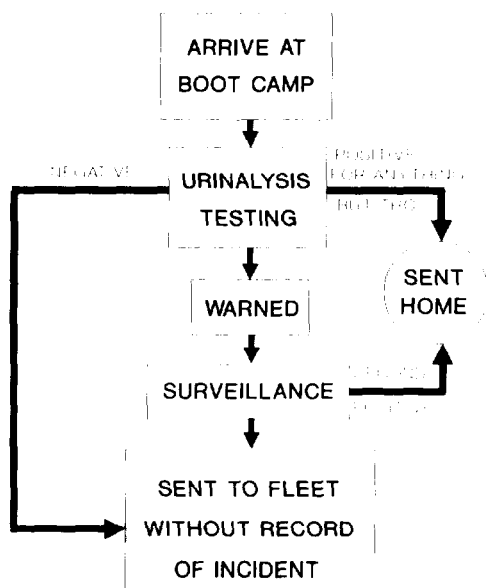 ARRIVE AT
BOOT CAMP
NEGATIVE
URINALYSIS
TESTING
POSITIVE
FOR ANYTHING
BUT THC
SENT
HOME
WARNED
SURVEILLANCE
SENT TO FLEET
WITHOUT RECORD
OF INCIDENT